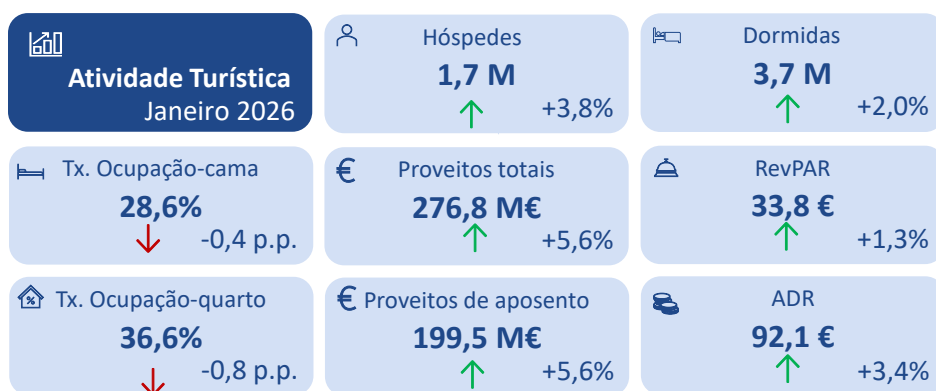 Atividade Turística
Janeiro 2026
Hóspedes
1,7 M
+3,8%
Dormidas
3,7 M
+2,0%
Tx. Ocupação-cama
28,6%
-0,4 p.p.
€ Proveitos totais
276,8 M€
+5,6%
RevPAR
33,8 €
+1,3%
% Tx. Ocupação-quarto
36,6%
-0,8 p.p.
€ Proveitos de aposento
199,5 M€
+5,6%
ADR
92,1 €
+3,4%